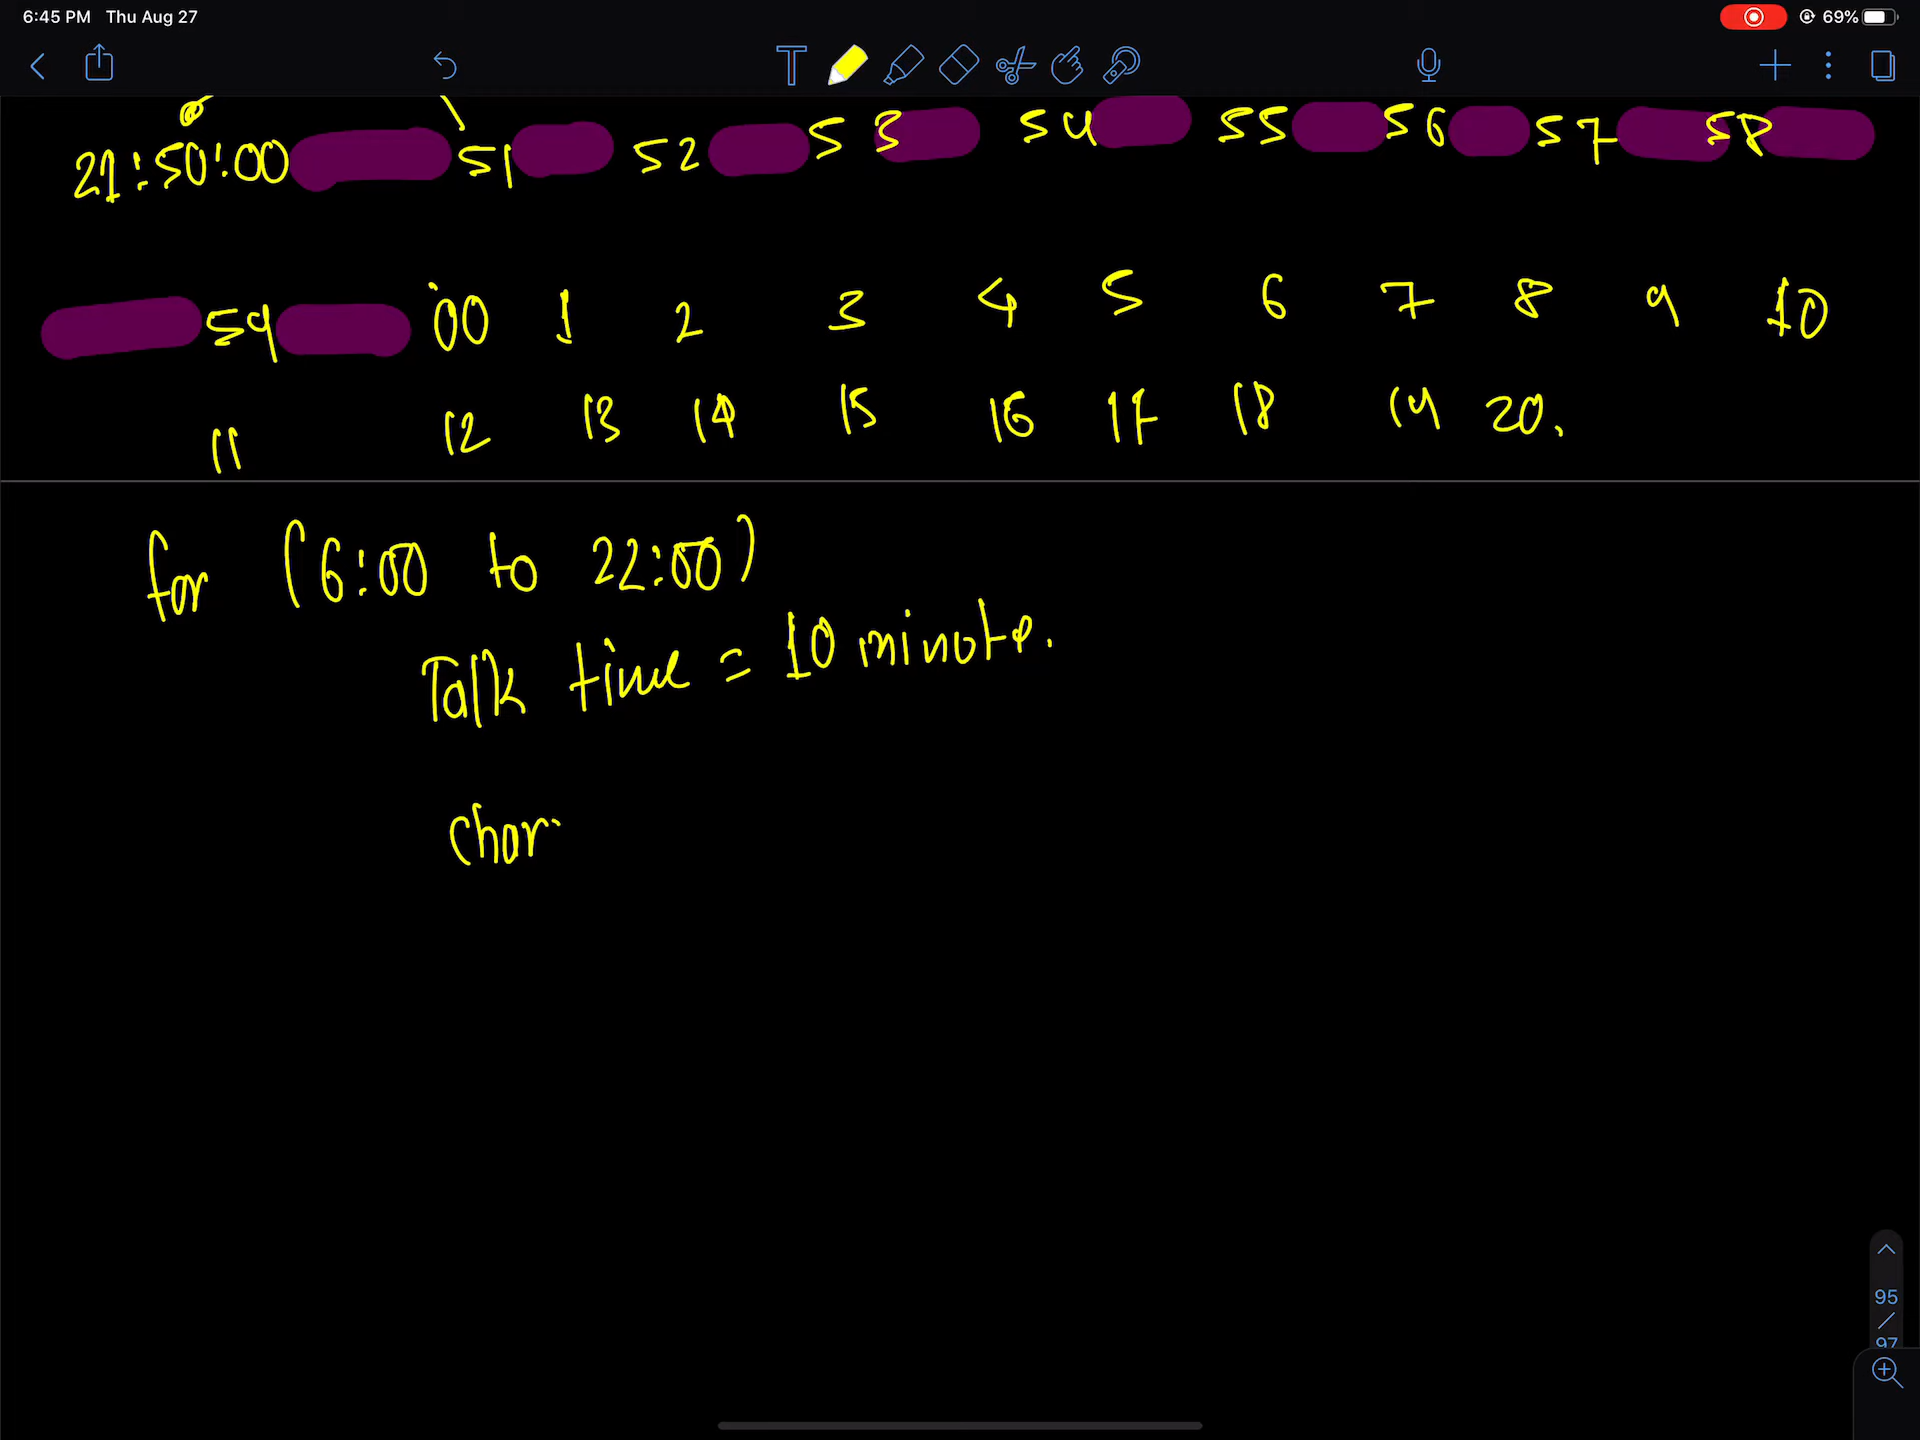 6:45 PM Thu Aug 27
69%
21:50:00 51 52 53 54 55 56 57 58
59 00 1 2 3 4 5 6 7 8 9 10
11 12 13 14 15 16 17 18 19 20.
for (6:00 to 22:00)
Talk time = 10 minute.
char
95
/
97